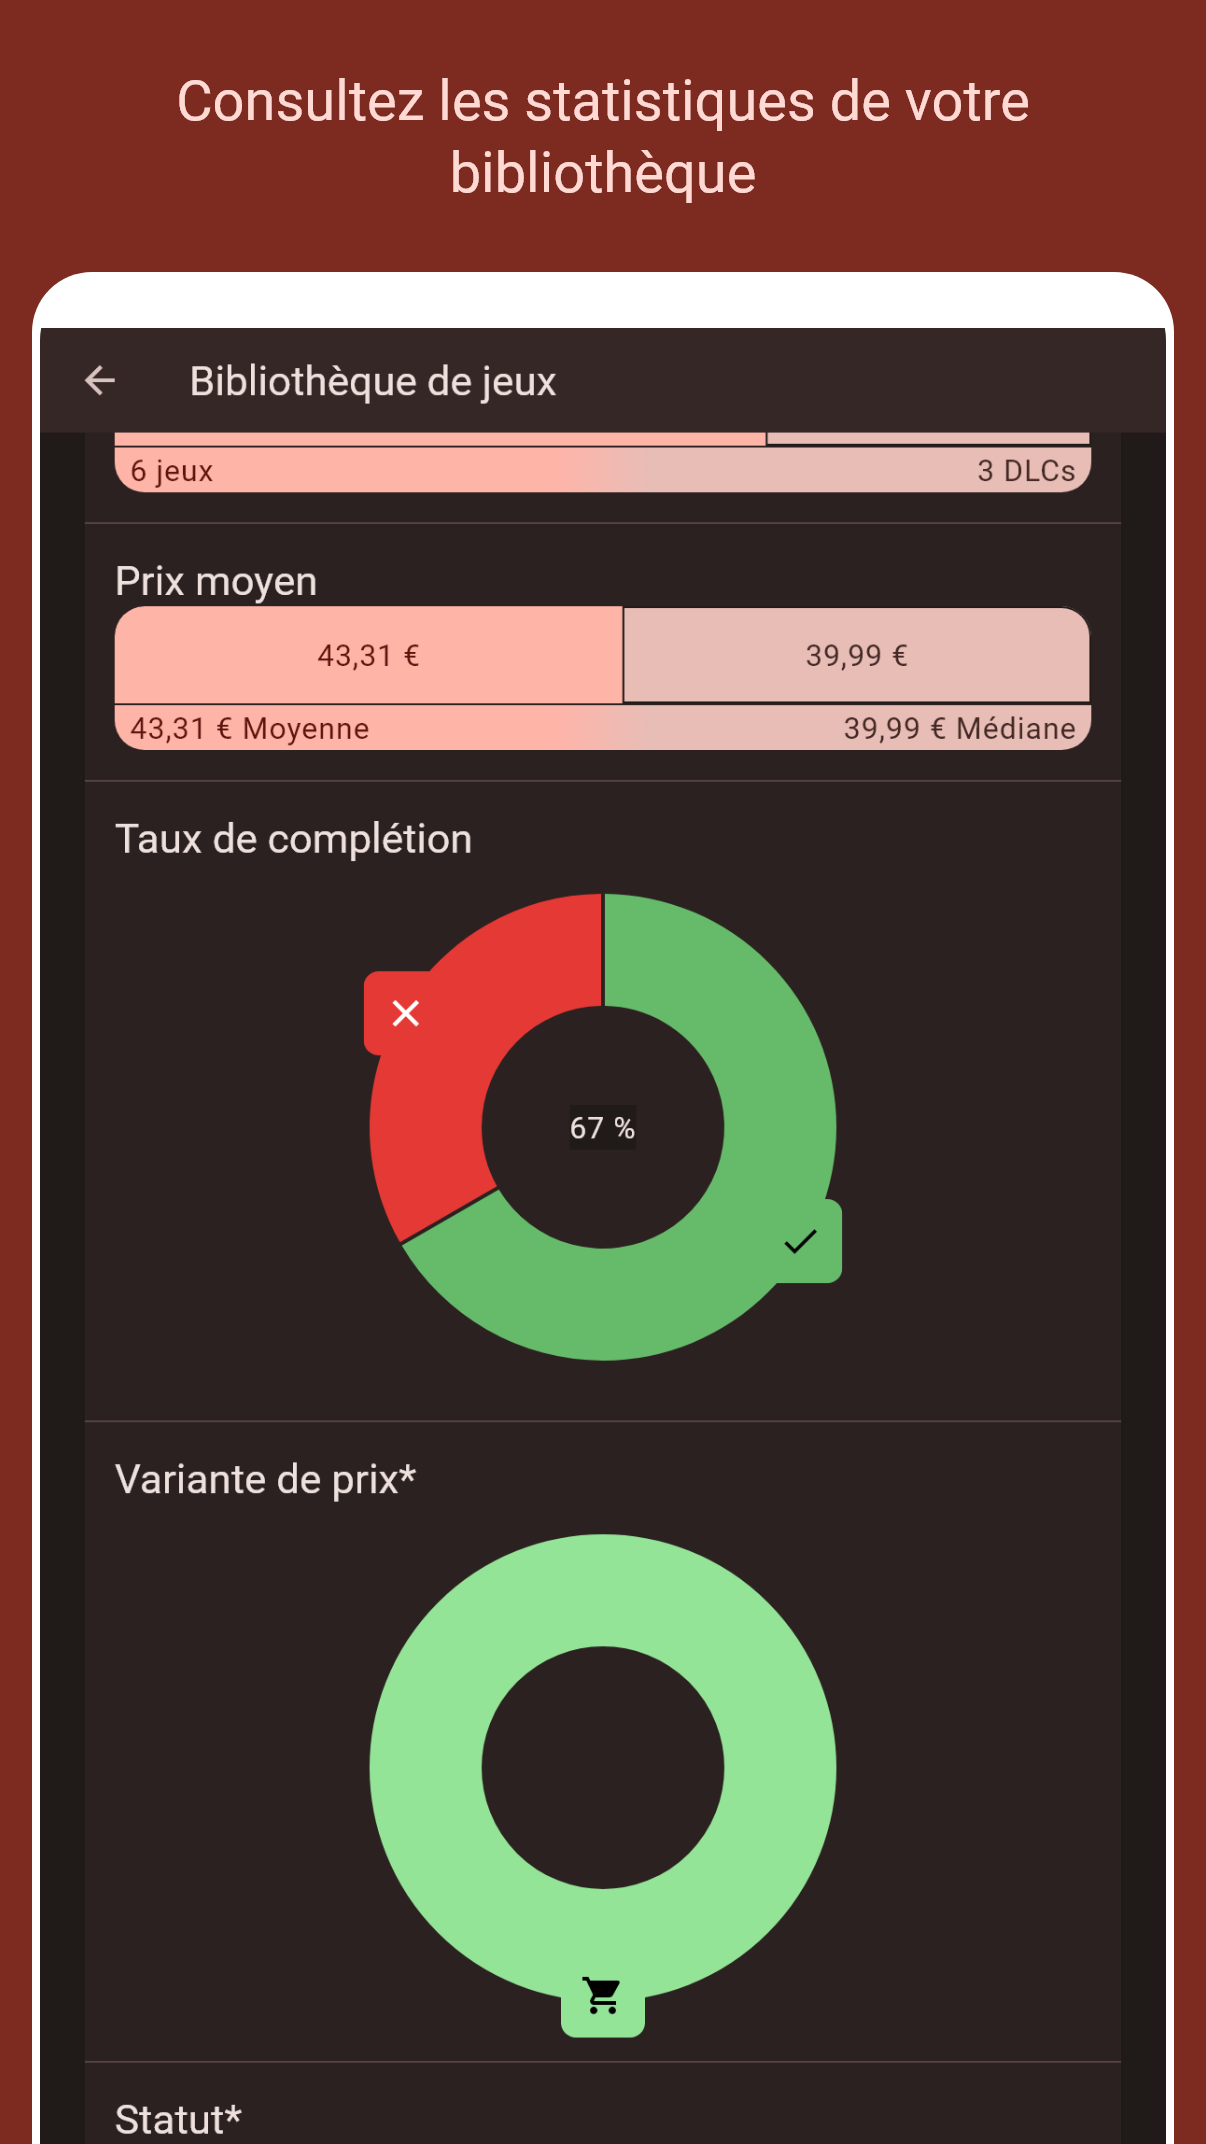 Consultez les statistiques de votre
bibliothèque
Bibliothèque de jeux
6 jeux
3 DLCs
Prix moyen
43,31 €
39,99 €
43,31 € Moyenne
39,99 € Médiane
Taux de complétion
67 %
Variante de prix*
Statut*